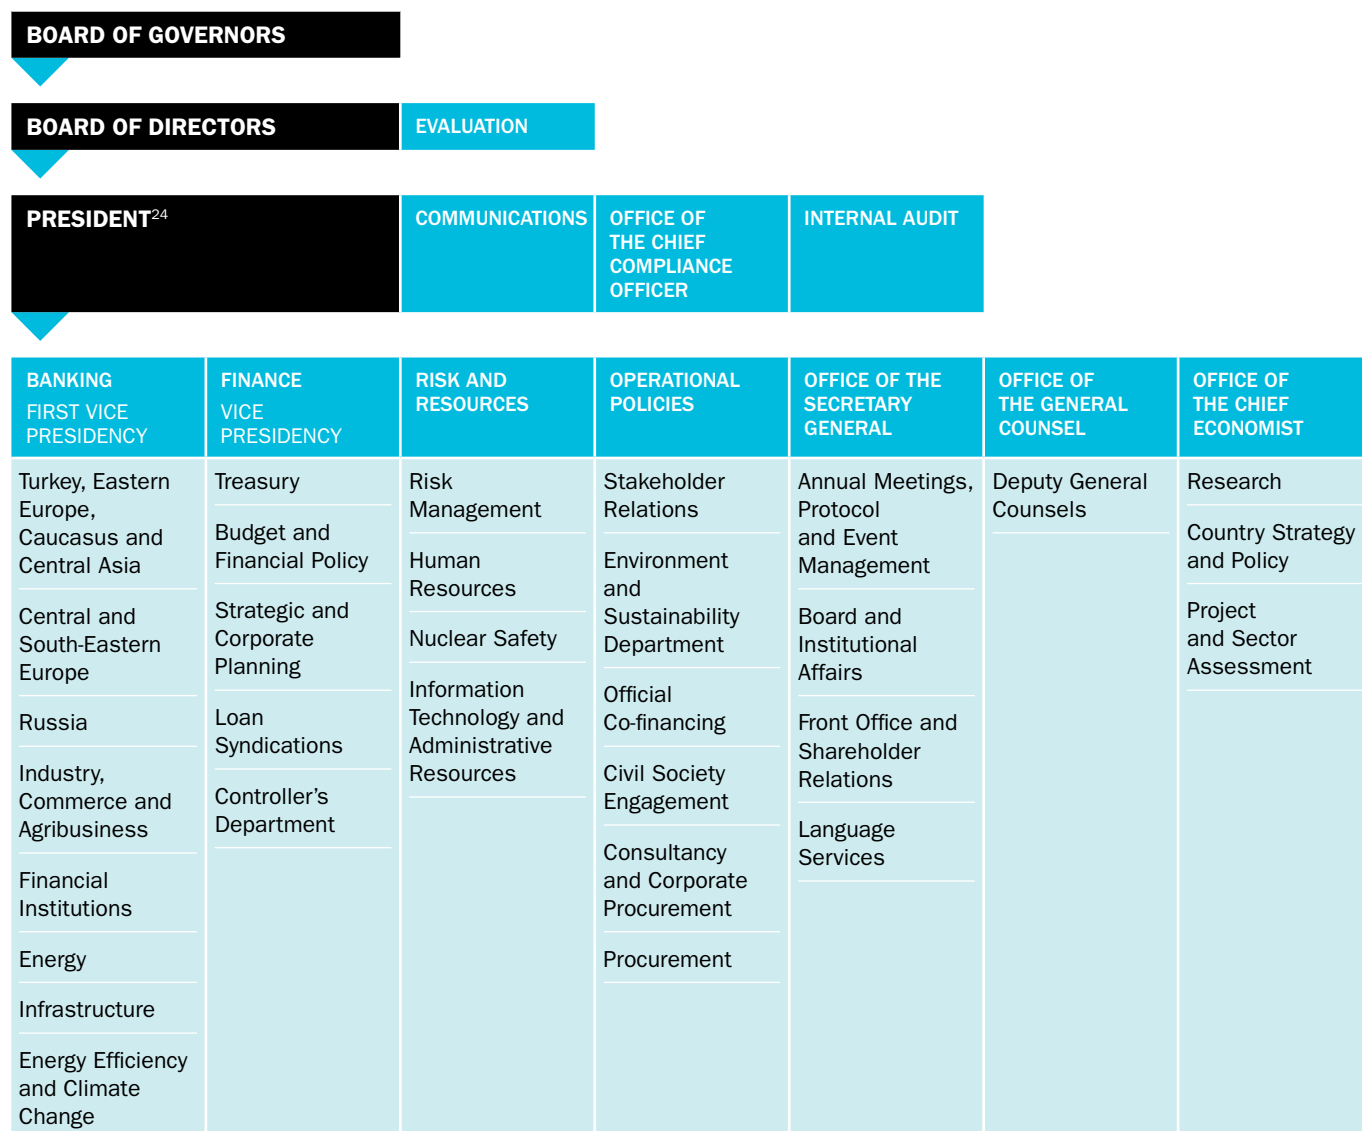 BOARD OF GOVERNORS
BOARD OF DIRECTORS
EVALUATION
PRESIDENT24
COMMUNICATIONS
OFFICE OF
THE CHIEF
COMPLIANCE
OFFICER
INTERNAL AUDIT
BANKING
FIRST VICE
PRESIDENCY
Turkey, Eastern
Europe,
Caucasus and
Central Asia
Central and
South-Eastern
Europe
Russia
Industry,
Commerce and
Agribusiness
Financial
Institutions
Energy
Infrastructure
Energy Efficiency
and Climate
Change
FINANCE
VICE
PRESIDENCY
Treasury
Budget and
Financial Policy
Strategic and
Corporate
Planning
Loan
Syndications
Controller’s
Department
RISK AND
RESOURCES
Risk
Management
Human
Resources
Nuclear Safety
Information
Technology and
Administrative
Resources
OPERATIONAL
POLICIES
Stakeholder
Relations
Environment
and
Sustainability
Department
Official
Co-financing
Civil Society
Engagement
Consultancy
and Corporate
Procurement
Procurement
OFFICE OF THE
SECRETARY
GENERAL
Annual Meetings,
Protocol
and Event
Management
Board and
Institutional
Affairs
Front Office and
Shareholder
Relations
Language
Services
OFFICE OF
THE GENERAL
COUNSEL
Deputy General
Counsels
OFFICE OF
THE CHIEF
ECONOMIST
Research
Country Strategy
and Policy
Project
and Sector
Assessment